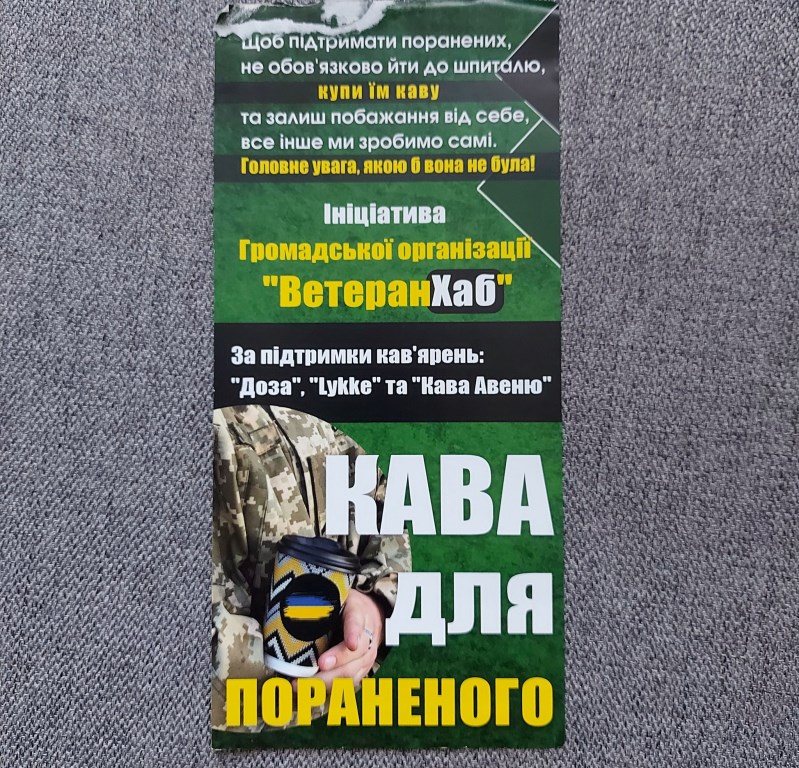 Щоб підтримати поранених,
не обов'язково йти до шпиталю,
купи їм каву
та залиш побажання від себе,
все інше ми зробимо самі.
Головне увага, якою б вона не була!
Ініціатива
Громадської організації
"ВетеранХаб"
За підтримки кав'ярень:
"Доза", "Lykke" та "Кава Авеню"
КАВА
ДЛЯ
ПОРАНЕНОГО